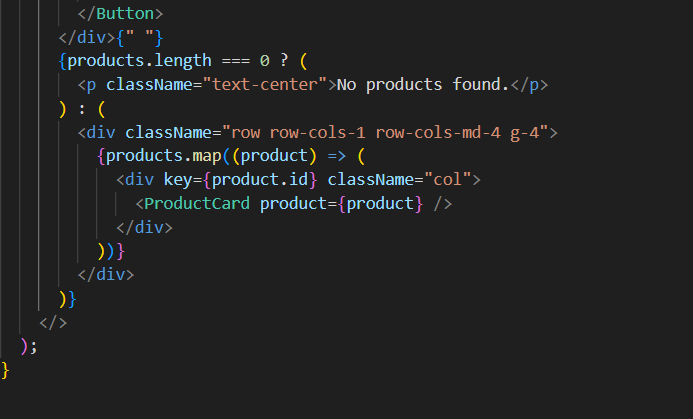 </Button>
</div>{" "}
{products.length === 0 ? (
<p className="text-center">No products found.</p>
) : (
<div className="row row-cols-1 row-cols-md-4 g-4">
{products.map((product) => (
<div key={product.id} className="col">
<ProductCard product={product} />
</div>
))}
</div>
)}
</>
);
}